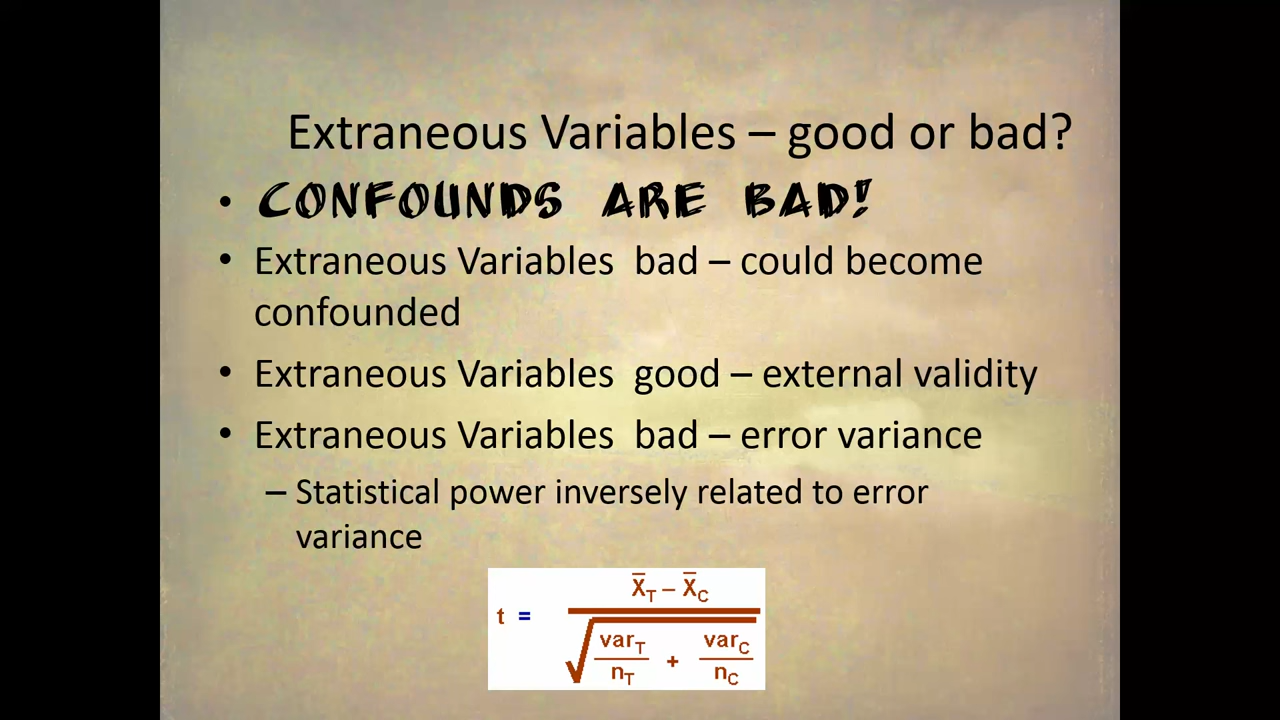 Extraneous Variables – good or bad?
• CONFOUNDS ARE BAD!
• Extraneous Variables bad – could become
confounded
• Extraneous Variables good – external validity
• Extraneous Variables bad – error variance
– Statistical power inversely related to error
variance
X̄T – X̄C
t =
varT + varC
nT nC